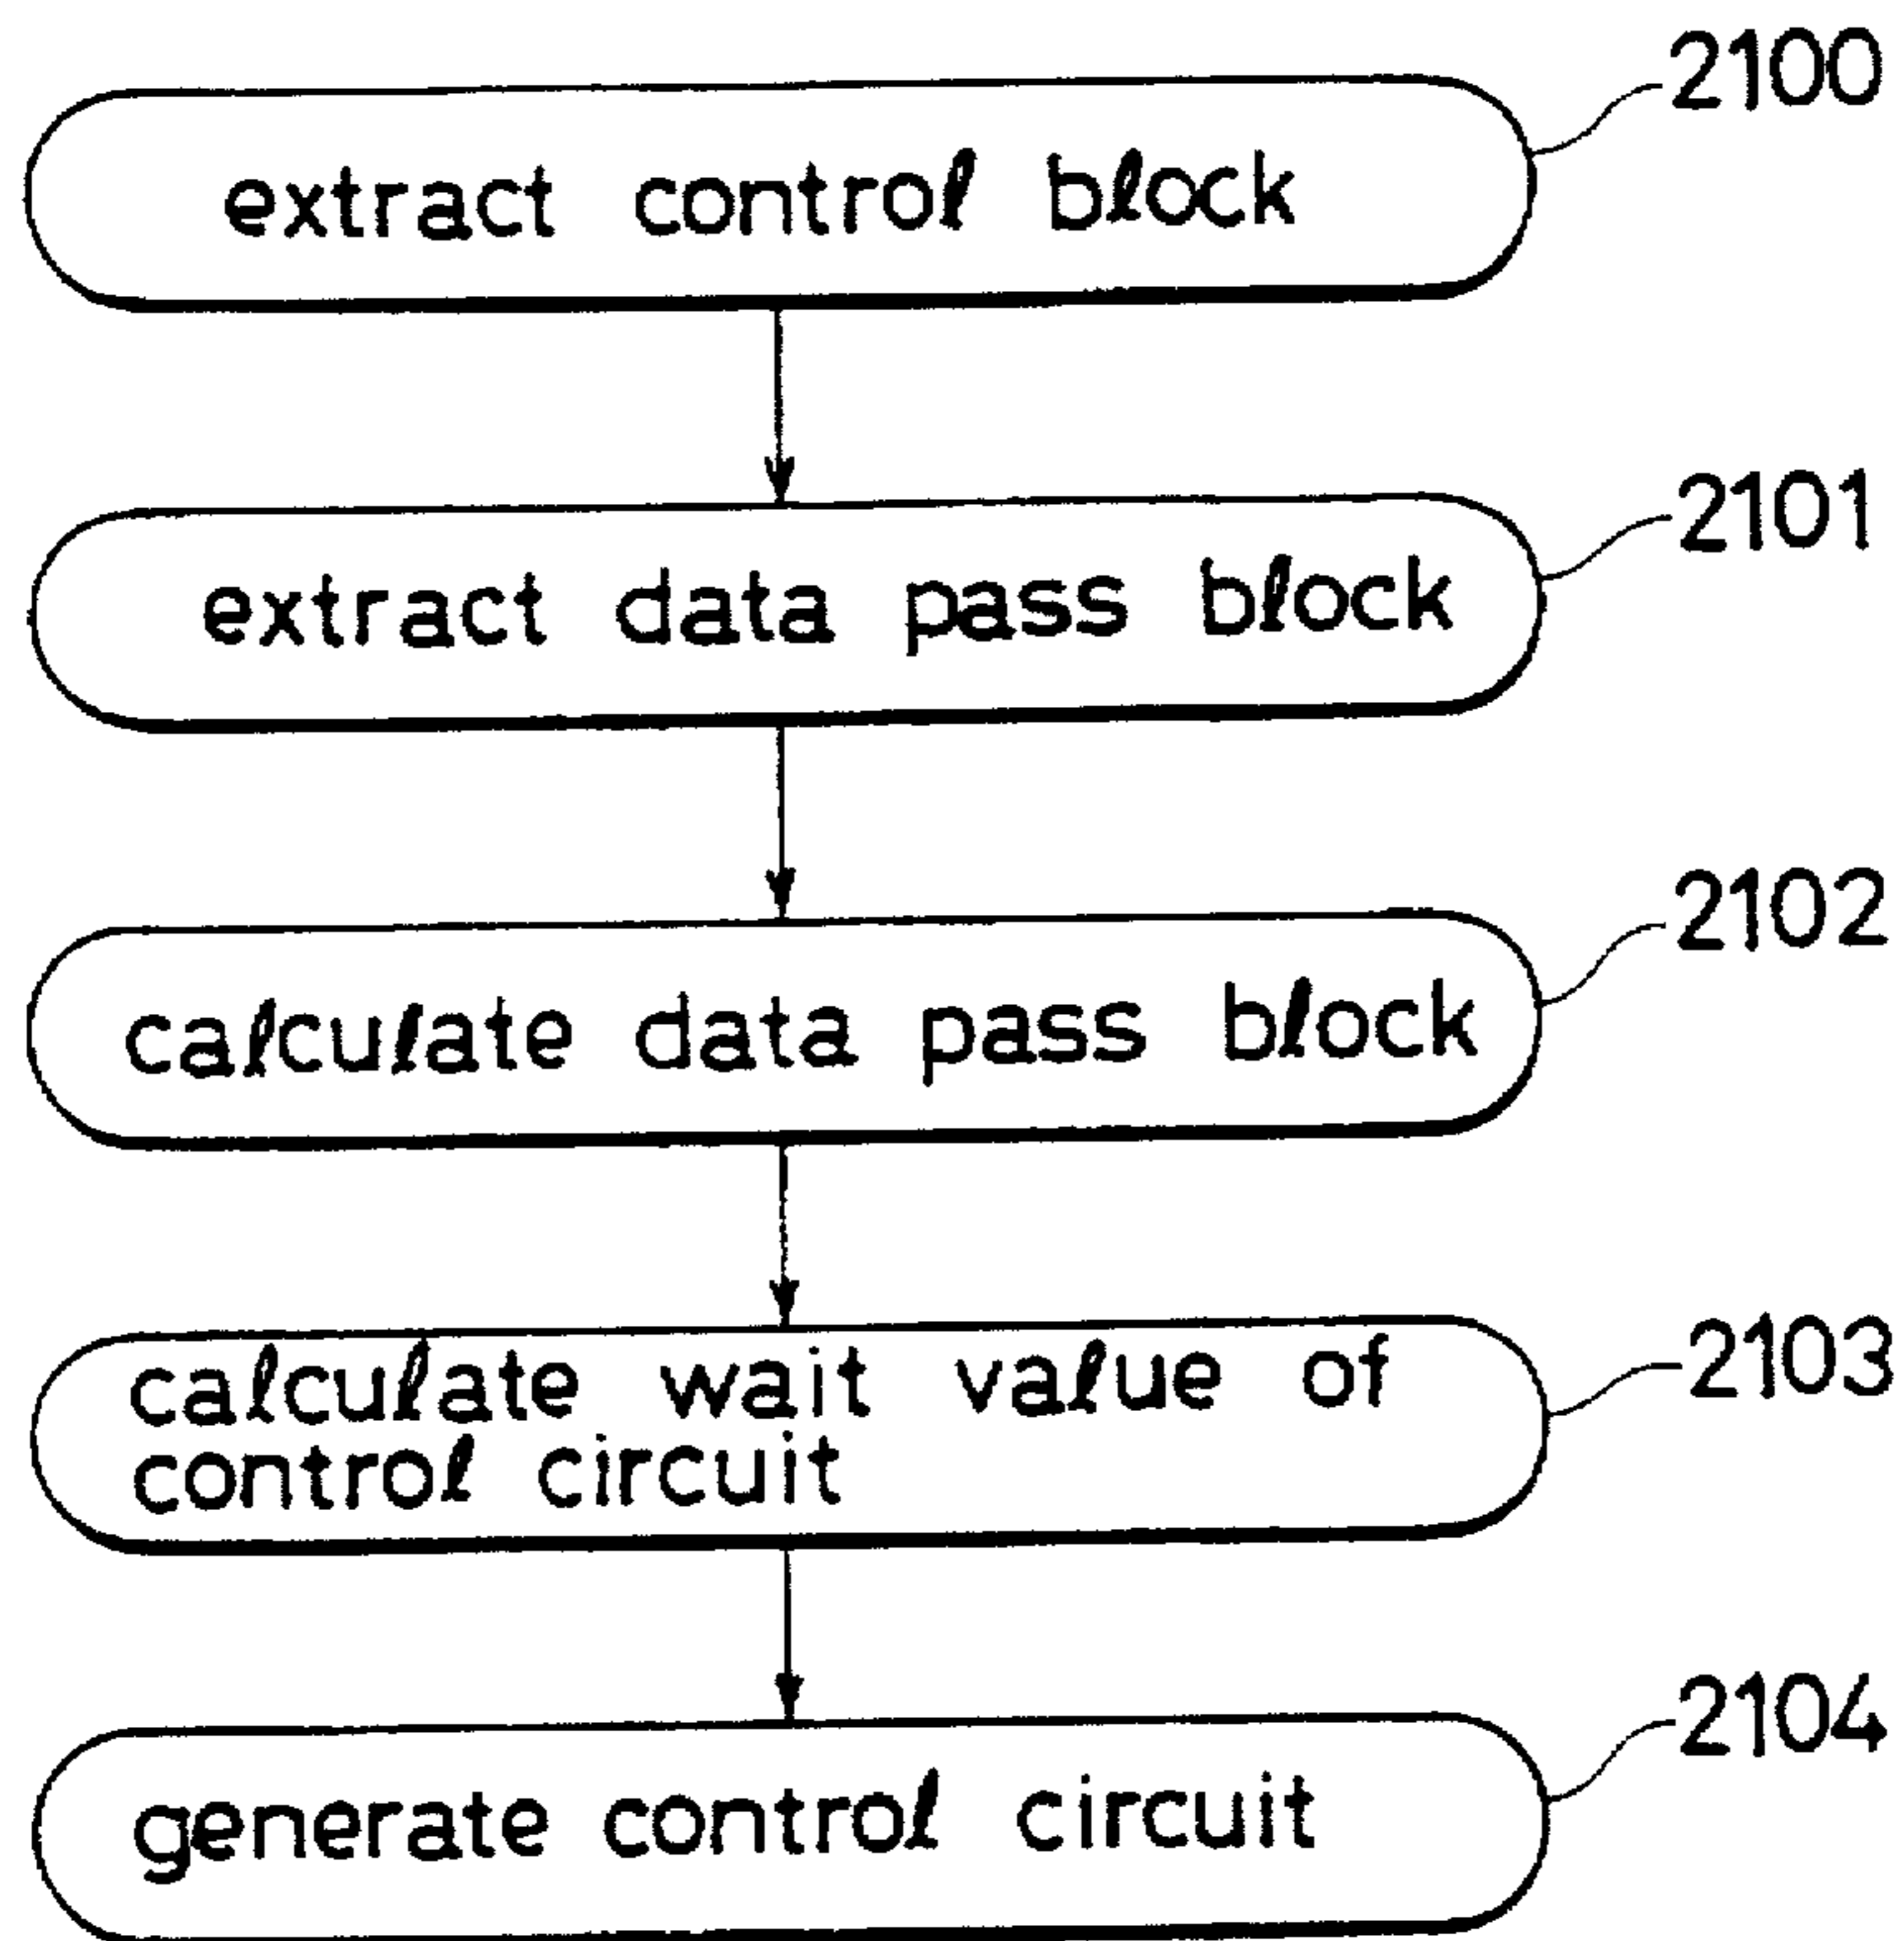 2100
extract control block
2101
extract data pass block
2102
calculate data pass block
2103
calculate wait value of
control circuit
2104
generate control circuit